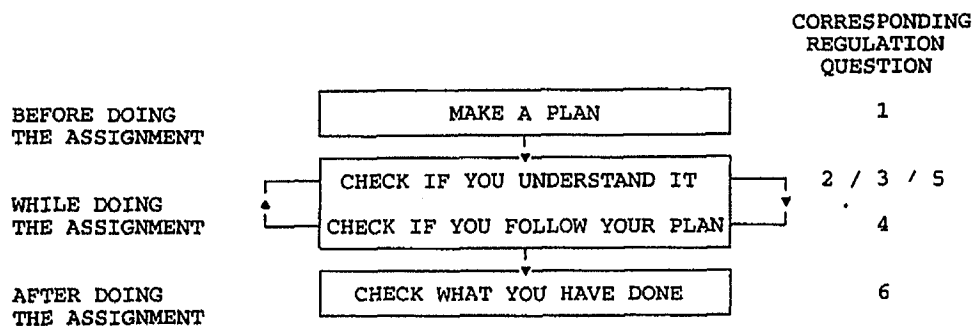 CORRESPONDING
REGULATION
QUESTION
BEFORE DOING
THE ASSIGNMENT
MAKE A PLAN
1
CHECK IF YOU UNDERSTAND IT
2 / 3 / 5
WHILE DOING
THE ASSIGNMENT
CHECK IF YOU FOLLOW YOUR PLAN
4
AFTER DOING
THE ASSIGNMENT
CHECK WHAT YOU HAVE DONE
6